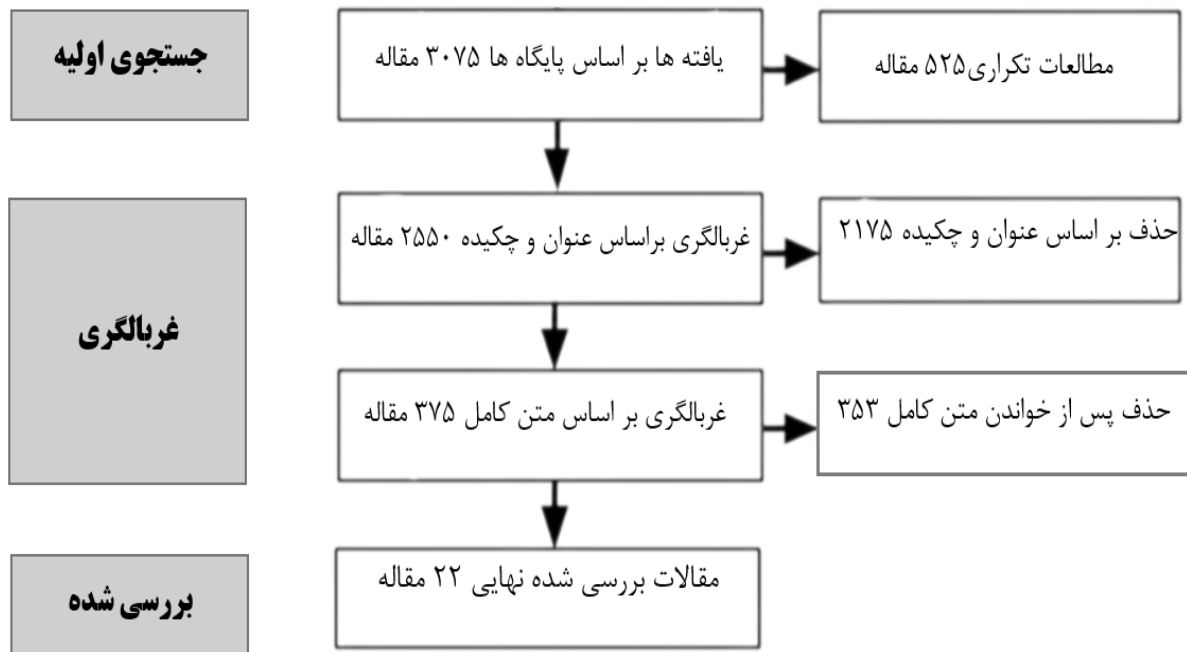 جستجوی اولیه
یافته ها بر اساس پایگاه ها ۳۰۷۵ مقاله
مطالعات تکراری۵۲۵ مقاله
غربالگری
غربالگری براساس عنوان و چکیده ۲۵۵۰ مقاله
حذف بر اساس عنوان و چکیده ۲۱۷۵
غربالگری بر اساس متن کامل ۳۷۵ مقاله
حذف پس از خواندن متن کامل ۳۵۳
بررسی شده
مقالات بررسی شده نهایی ۲۲ مقاله